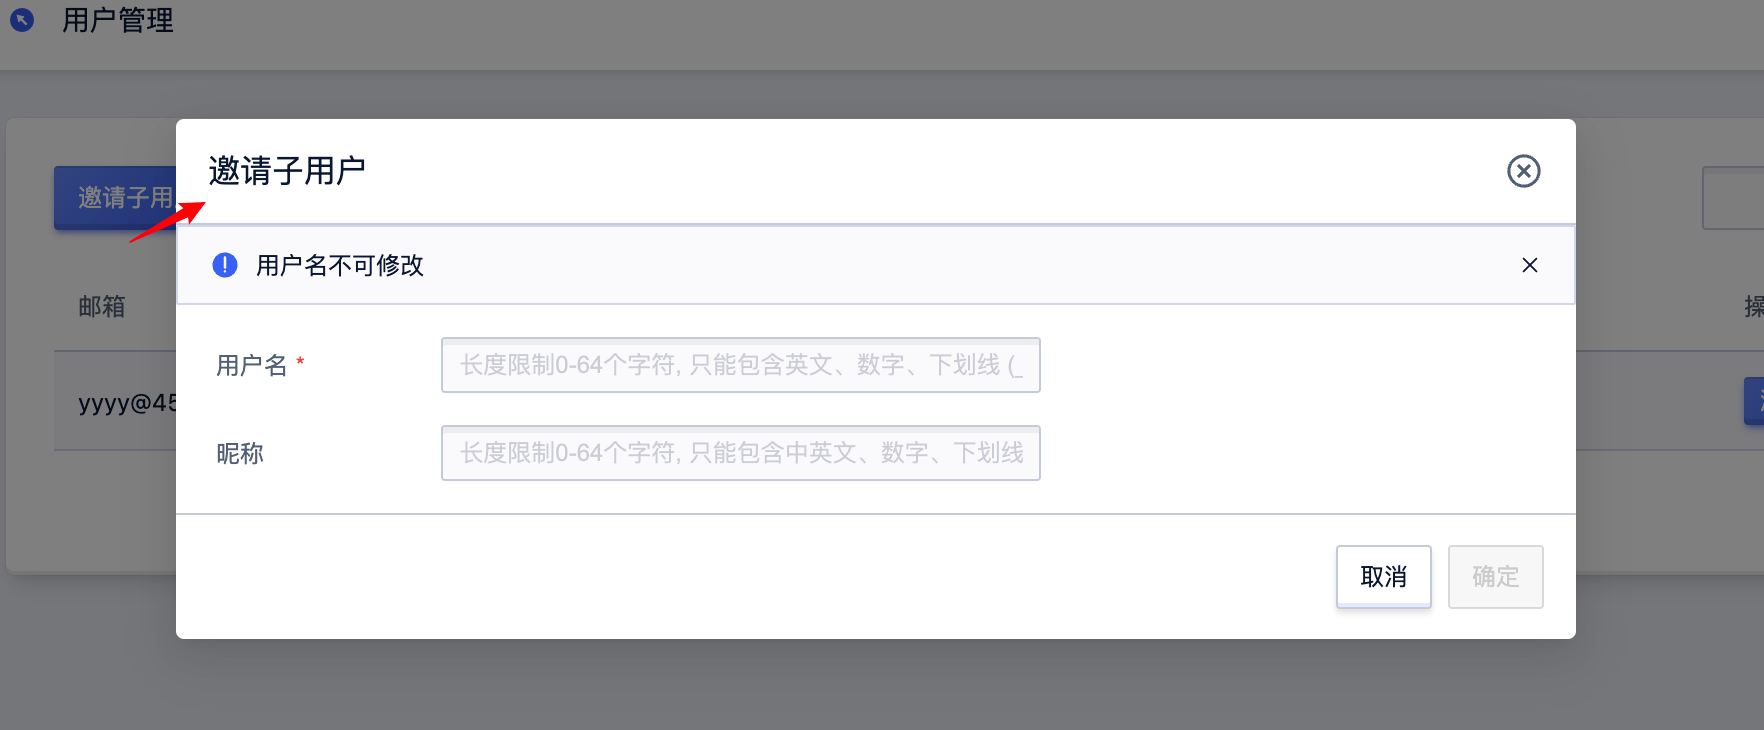 用户管理
邀请子用户
邀请子用
用户名不可修改
邮箱
操
用户名 *
长度限制0-64个字符, 只能包含英文、数字、下划线 (_
yyyy@45
昵称
长度限制0-64个字符, 只能包含中英文、数字、下划线
取消
确定